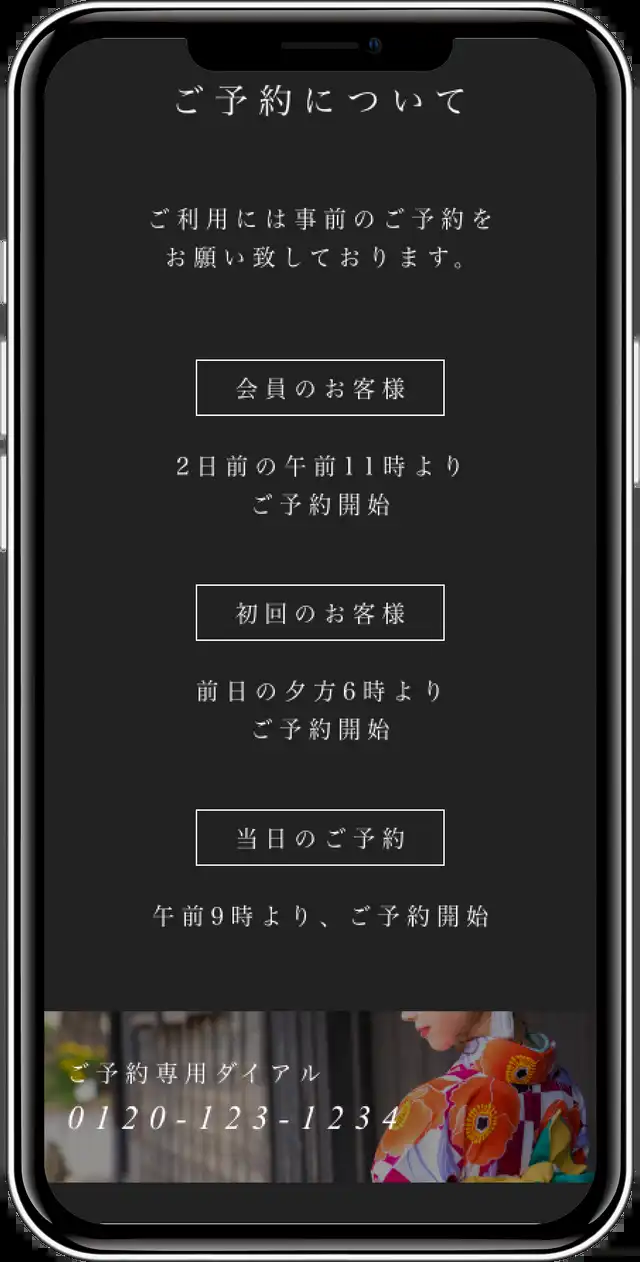 ご予約について
ご利用には事前のご予約を
お願い致しております。
会員のお客様
2日前の午前11時より
ご予約開始
初回のお客様
前日の夕方6時より
ご予約開始
当日のご予約
午前9時より、ご予約開始
ご予約専用ダイアル
0120-123-1234